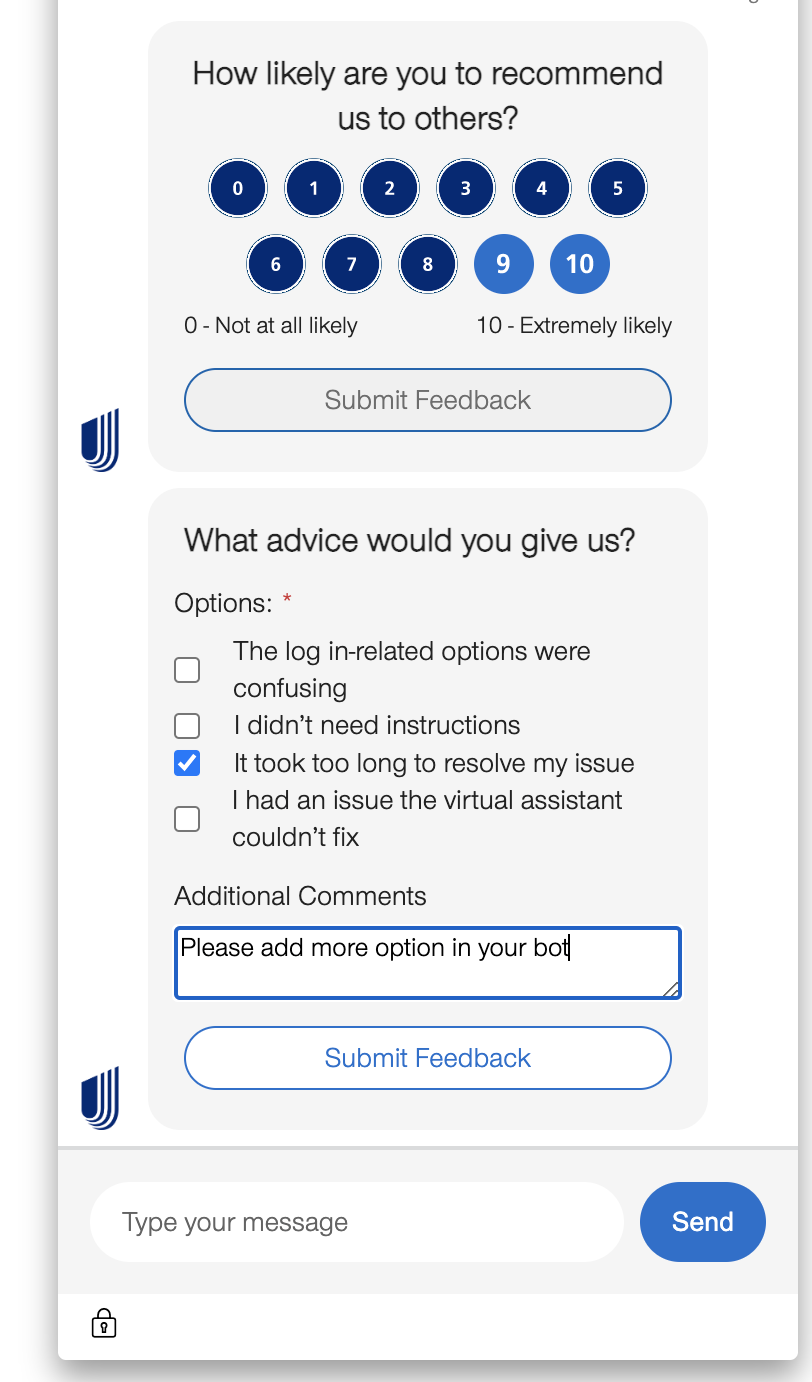 How likely are you to recommend
us to others?
0 1 2 3 4 5
6 7 8 9 10
0 - Not at all likely 10 - Extremely likely
Submit Feedback
What advice would you give us?
Options: *
The log in-related options were
confusing
I didn’t need instructions
It took too long to resolve my issue
I had an issue the virtual assistant
couldn’t fix
Additional Comments
Please add more option in your bot
Submit Feedback
Type your message Send